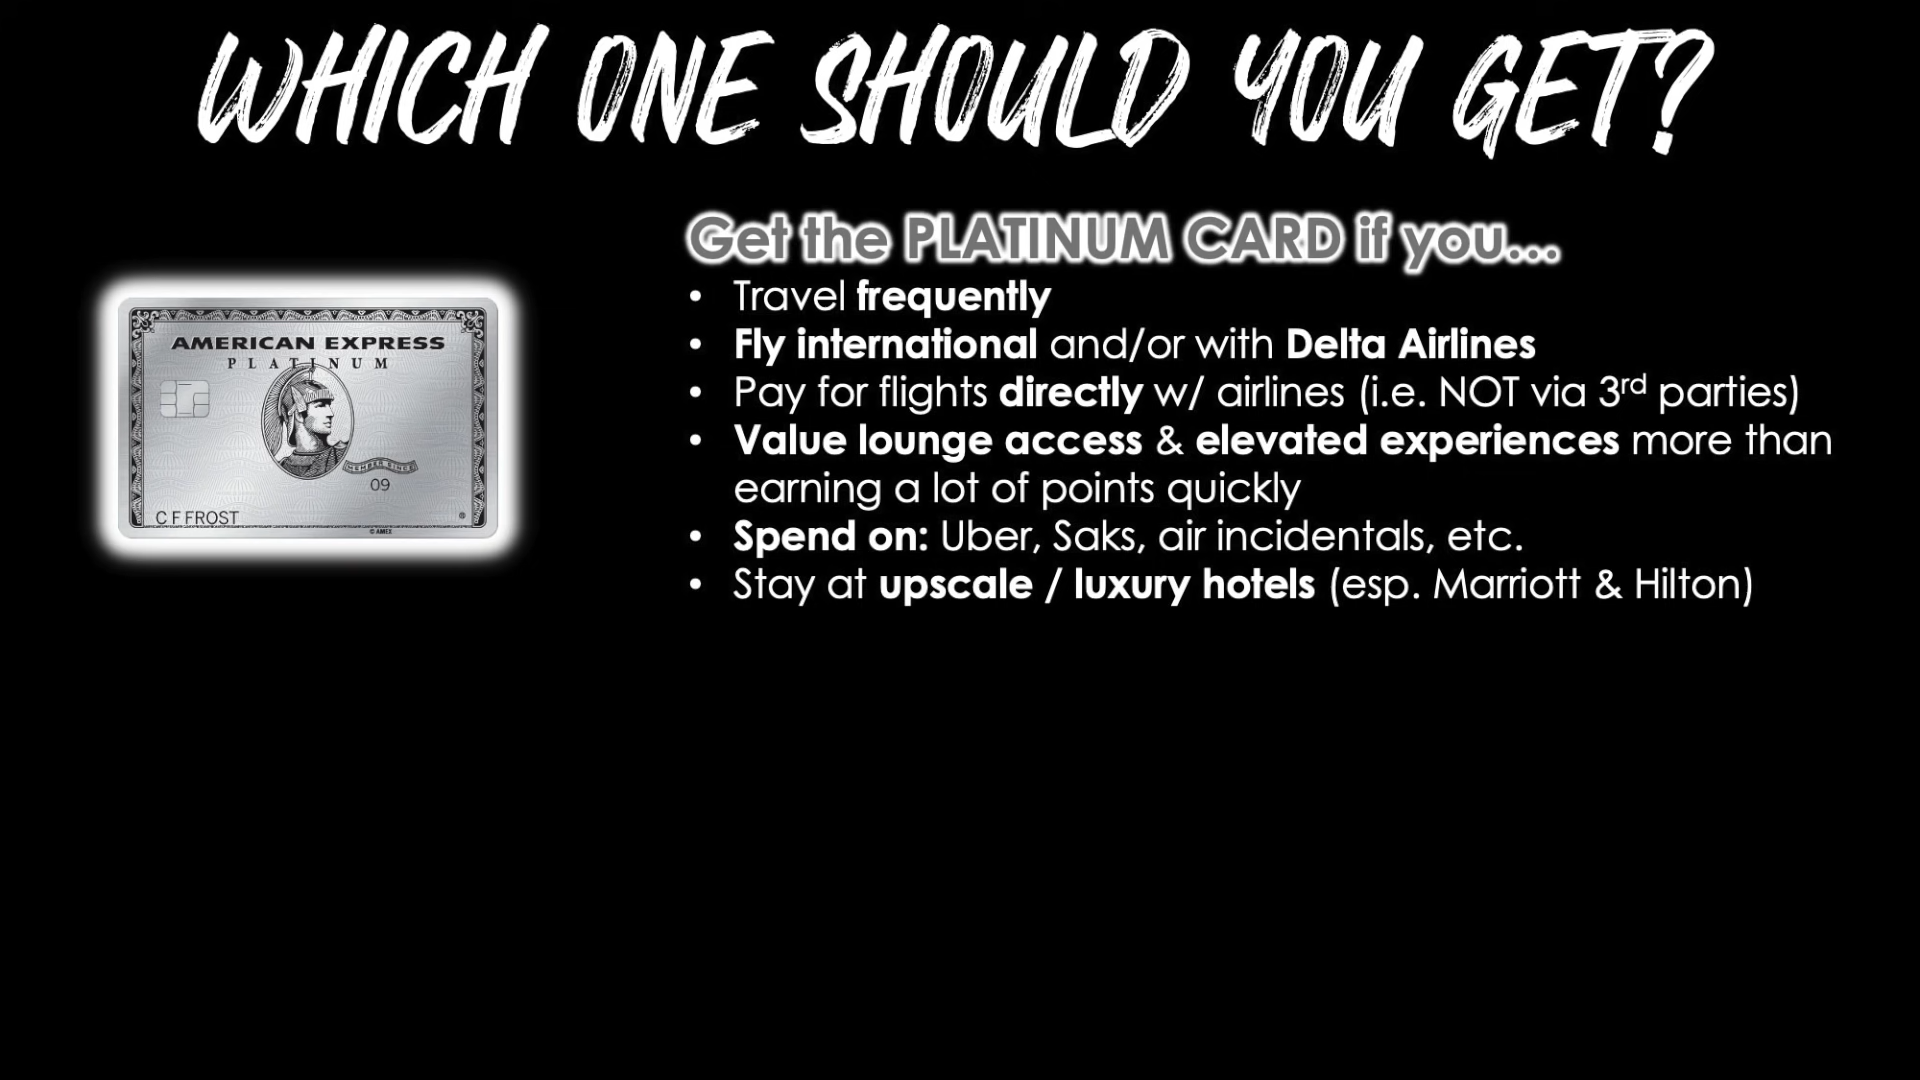 WHICH ONE SHOULD YOU GET?
Get the PLATINUM CARD if you...
• Travel frequently
• Fly international and/or with Delta Airlines
• Pay for flights directly w/ airlines (i.e. NOT via 3rd parties)
• Value lounge access & elevated experiences more than
earning a lot of points quickly
• Spend on: Uber, Saks, air incidentals, etc.
• Stay at upscale / luxury hotels (esp. Marriott & Hilton)
AMERICAN EXPRESS
PLATINUM
MEMBER SINCE
09
C F FROST
© AMEX